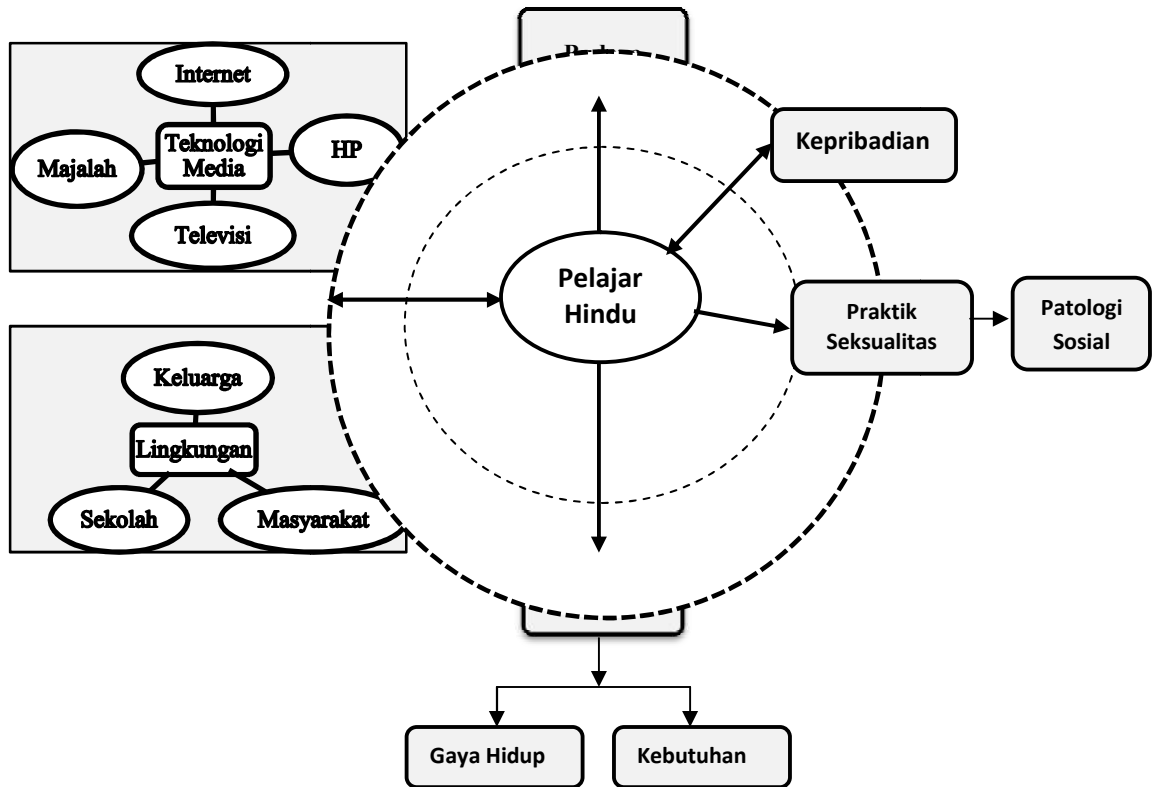 Internet
Teknologi
Media
HP
Majalah
Televisi
Kepribadian
Pelajar
Hindu
Praktik
Seksualitas
Patologi
Sosial
Keluarga
Lingkungan
Sekolah
Masyarakat
Gaya Hidup
Kebutuhan